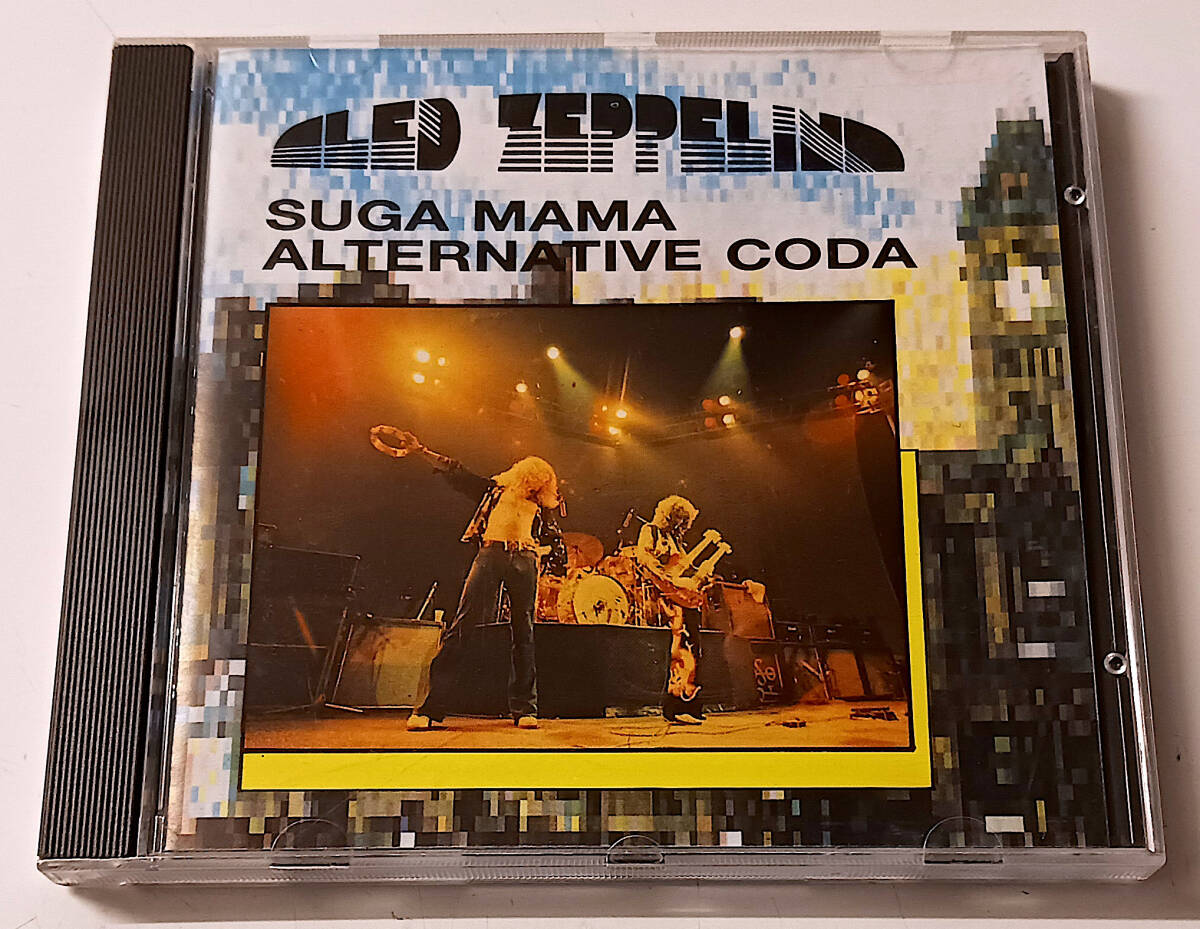 LED ZEPPELIN
SUGA MAMA
ALTERNATIVE CODA